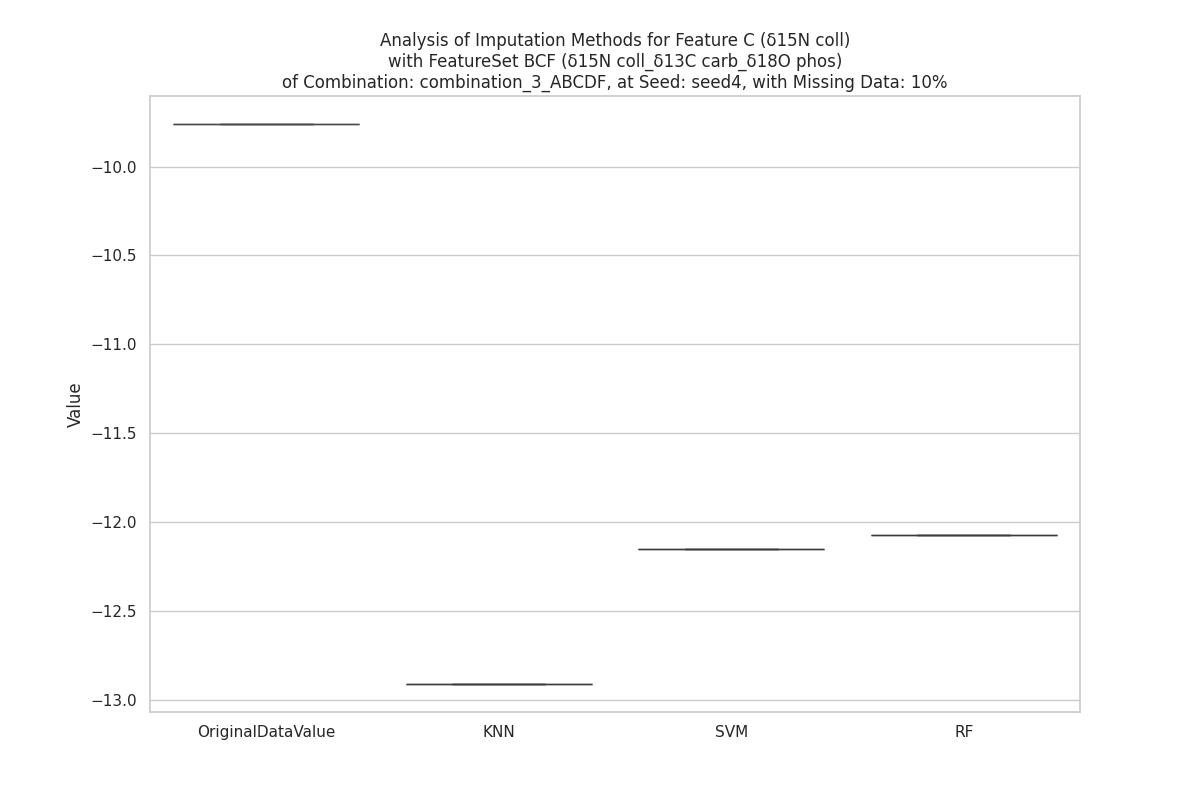 Analysis of Imputation Methods for Feature C (δ15N coll)
with FeatureSet BCF (δ15N coll_δ13C carb_δ18O phos)
of Combination: combination_3_ABCDF, at Seed: seed4, with Missing Data: 10%
Value
−10.0
−10.5
−11.0
−11.5
−12.0
−12.5
−13.0
OriginalDataValue
KNN
SVM
RF